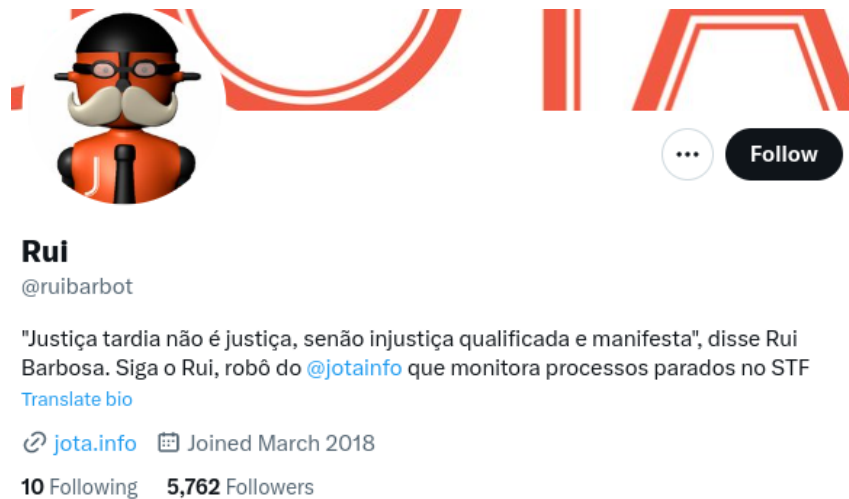 JOTA
J
Follow
Rui
@ruibarbot
"Justiça tardia não é justiça, senão injustiça qualificada e manifesta", disse Rui
Barbosa. Siga o Rui, robô do @jotainfo que monitora processos parados no STF
Translate bio
jota.info Joined March 2018
10 Following 5,762 Followers